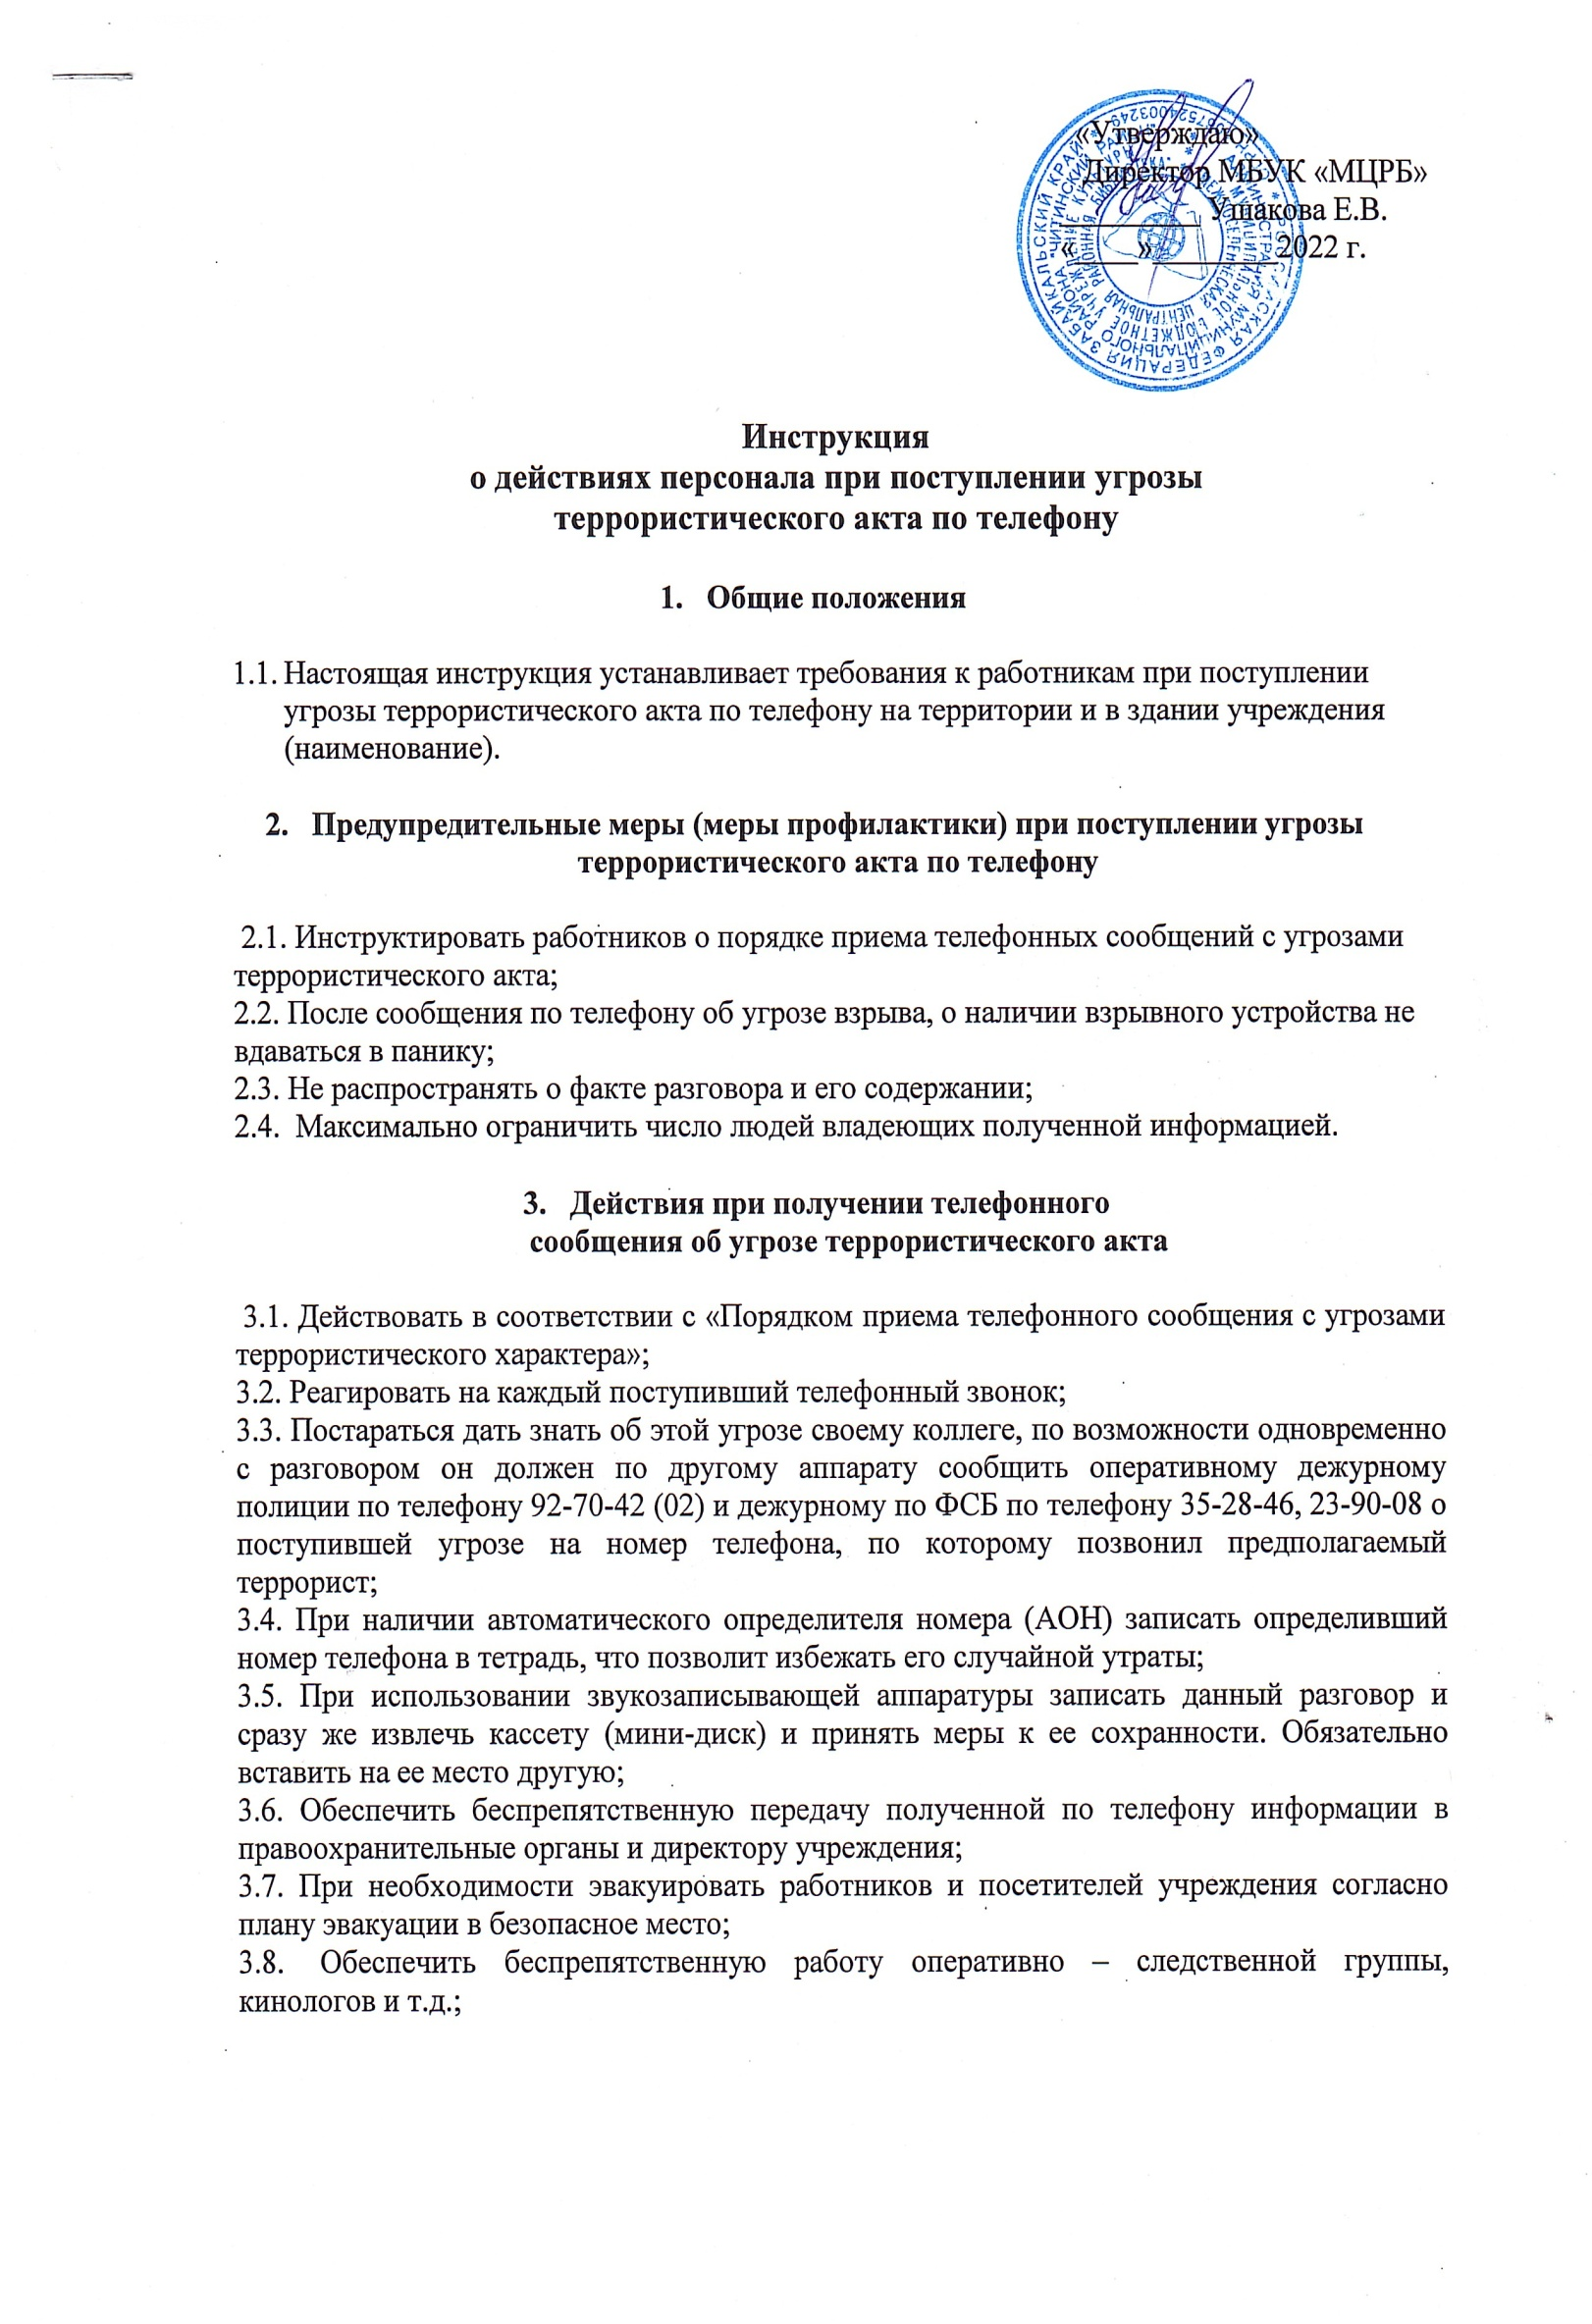 «Утверждаю»
Директор МБУК «МЦРБ»
_________ Ушакова Е.В.
«____»________2022 г.
Инструкция
о действиях персонала при поступлении угрозы
террористического акта по телефону
1. Общие положения
1.1. Настоящая инструкция устанавливает требования к работникам при поступлении
угрозы террористического акта по телефону на территории и в здании учреждения
(наименование).
2. Предупредительные меры (меры профилактики) при поступлении угрозы
террористического акта по телефону
2.1. Инструктировать работников о порядке приема телефонных сообщений с угрозами
террористического акта;
2.2. После сообщения по телефону об угрозе взрыва, о наличии взрывного устройства не
вдаваться в панику;
2.3. Не распространять о факте разговора и его содержании;
2.4. Максимально ограничить число людей владеющих полученной информацией.
3. Действия при получении телефонного
сообщения об угрозе террористического акта
3.1. Действовать в соответствии с «Порядком приема телефонного сообщения с угрозами
террористического характера»;
3.2. Реагировать на каждый поступивший телефонный звонок;
3.3. Постараться дать знать об этой угрозе своему коллеге, по возможности одновременно
с разговором он должен по другому аппарату сообщить оперативному дежурному
полиции по телефону 92-70-42 (02) и дежурному по ФСБ по телефону 35-28-46, 23-90-08 о
поступившей угрозе на номер телефона, по которому позвонил предполагаемый
террорист;
3.4. При наличии автоматического определителя номера (АОН) записать определивший
номер телефона в тетрадь, что позволит избежать его случайной утраты;
3.5. При использовании звукозаписывающей аппаратуры записать данный разговор и
сразу же извлечь кассету (мини-диск) и принять меры к ее сохранности. Обязательно
вставить на ее место другую;
3.6. Обеспечить беспрепятственную передачу полученной по телефону информации в
правоохранительные органы и директору учреждения;
3.7. При необходимости эвакуировать работников и посетителей учреждения согласно
плану эвакуации в безопасное место;
3.8. Обеспечить беспрепятственную работу оперативно – следственной группы,
кинологов и т.д.;